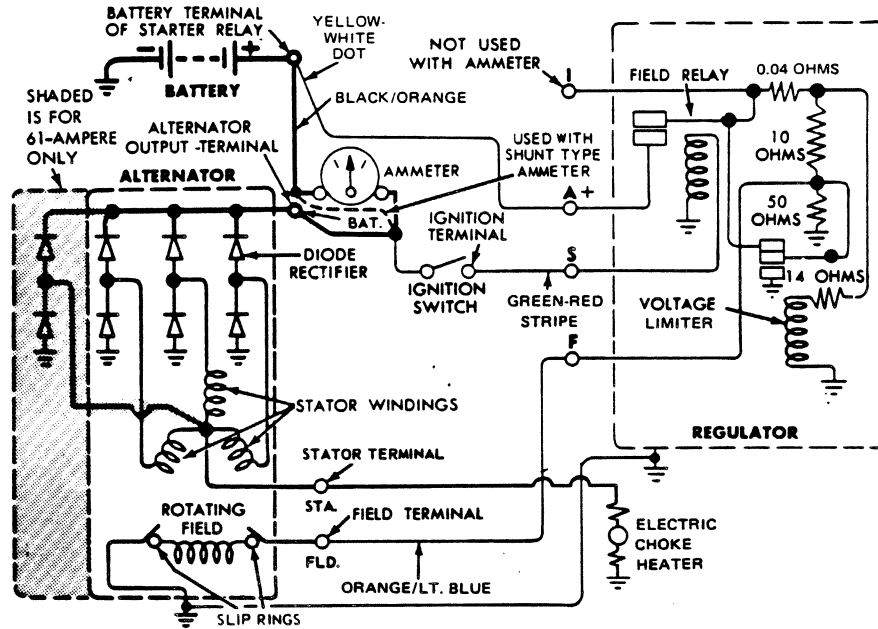 BATTERY TERMINAL
OF STARTER RELAY
YELLOW-
WHITE
DOT
NOT USED
WITH AMMETER
I
FIELD RELAY
0.04 OHMS
- +
BATTERY
SHADED
IS FOR
61-AMPERE
ONLY
BLACK/ORANGE
ALTERNATOR
OUTPUT -TERMINAL
USED WITH
SHUNT TYPE
AMMETER
10
OHMS
AMMETER
ALTERNATOR
A +
50
OHMS
BAT.
IGNITION
TERMINAL
DIODE
RECTIFIER
S
IGNITION
SWITCH
GREEN-RED
STRIPE
14 OHMS
VOLTAGE
LIMITER
F
STATOR WINDINGS
REGULATOR
STATOR TERMINAL
STA.
ROTATING
FIELD
FIELD TERMINAL
FLD.
ELECTRIC
CHOKE
HEATER
ORANGE/LT. BLUE
SLIP RINGS